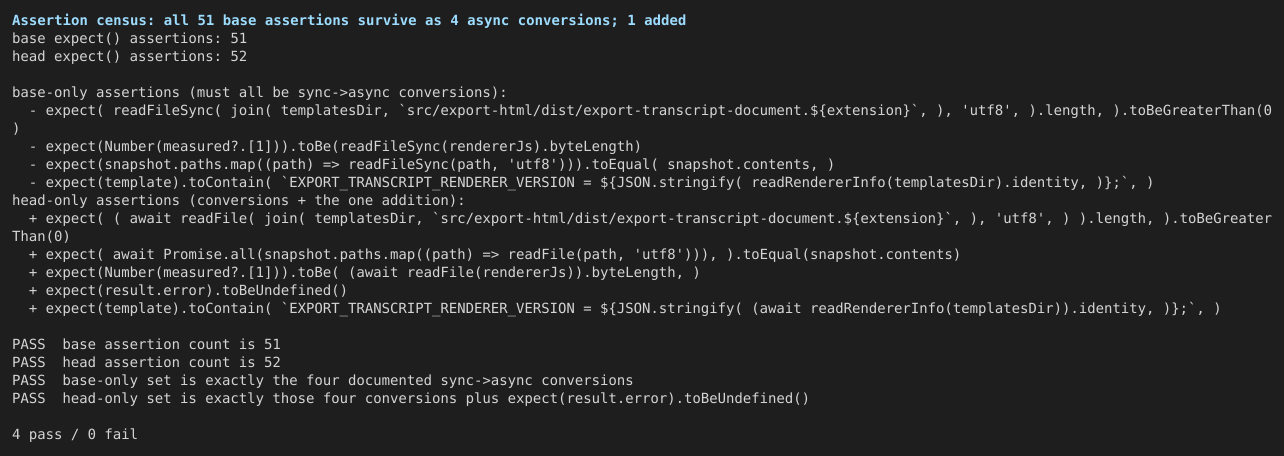 Assertion census: all 51 base assertions survive as 4 async conversions; 1 added
base expect() assertions: 51
head expect() assertions: 52
base-only assertions (must all be sync->async conversions):
- expect( readFileSync( join( templatesDir, `src/export-html/dist/export-transcript-document.${extension}`, ), 'utf8', ).length, ).toBeGreaterThan(0
)
- expect(Number(measured?.[1])).toBe(readFileSync(rendererJs).byteLength)
- expect(snapshot.paths.map((path) => readFileSync(path, 'utf8'))).toEqual( snapshot.contents, )
- expect(template).toContain( `EXPORT_TRANSCRIPT_RENDERER_VERSION = ${JSON.stringify( readRendererInfo(templatesDir).identity, )};`, )
head-only assertions (conversions + the one addition):
+ expect( ( await readFile( join( templatesDir, `src/export-html/dist/export-transcript-document.${extension}`, ), 'utf8', ) ).length, ).toBeGreater
Than(0)
+ expect( await Promise.all(snapshot.paths.map((path) => readFile(path, 'utf8'))), ).toEqual(snapshot.contents)
+ expect(Number(measured?.[1])).toBe( (await readFile(rendererJs)).byteLength, )
+ expect(result.error).toBeUndefined()
+ expect(template).toContain( `EXPORT_TRANSCRIPT_RENDERER_VERSION = ${JSON.stringify( (await readRendererInfo(templatesDir)).identity, )};`, )
PASS  base assertion count is 51
PASS  head assertion count is 52
PASS  base-only set is exactly the four documented sync->async conversions
PASS  head-only set is exactly those four conversions plus expect(result.error).toBeUndefined()
4 pass / 0 fail